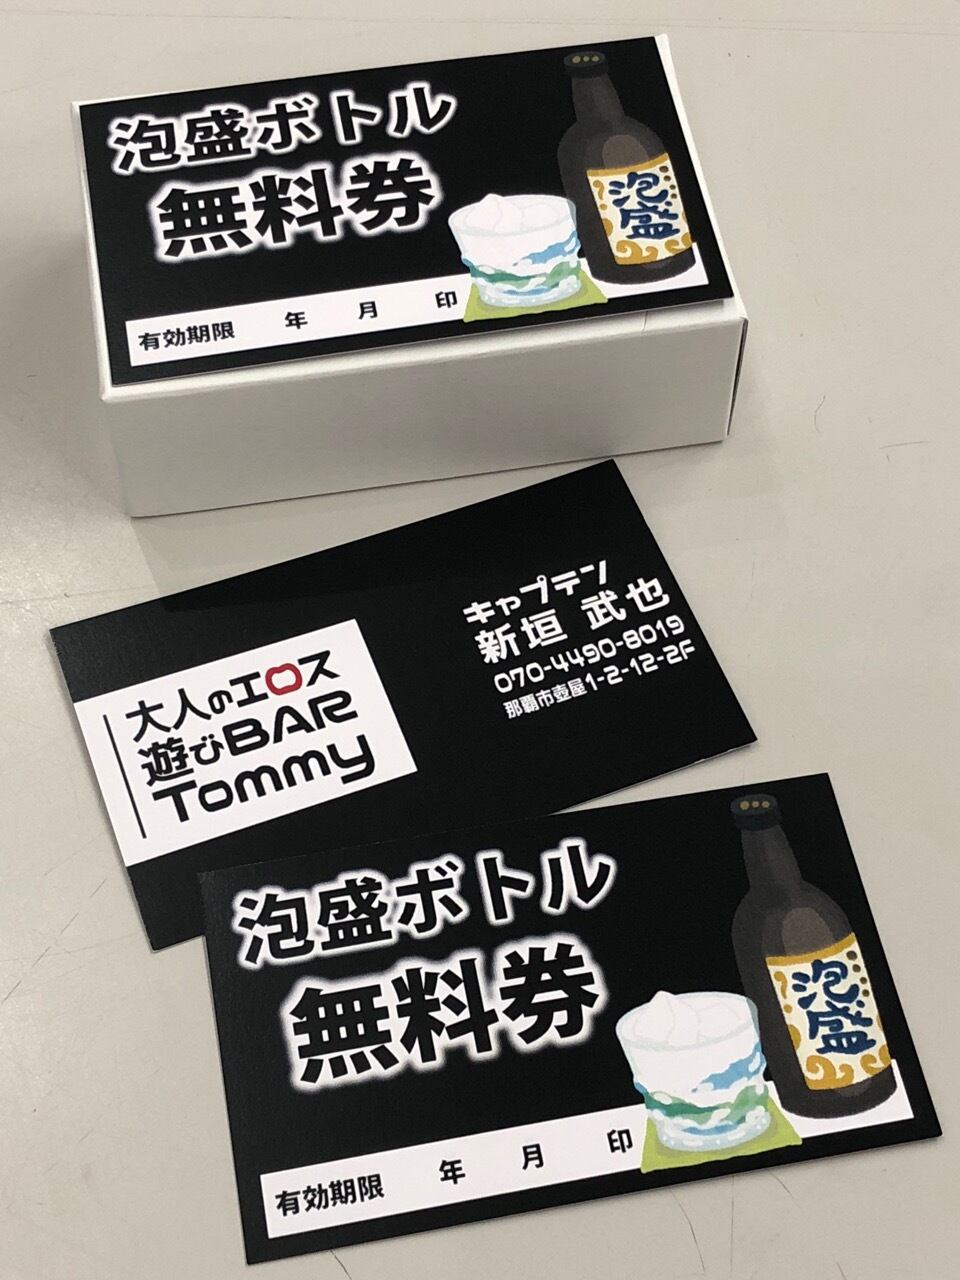 泡盛ボトル
無料券
泡盛
有効期限 年 月 印
キャプテン
新垣 武也
070-4490-8019
那覇市壺屋1-2-12-2F
大人のエロス
遊びBAR
Tommy
泡盛ボトル
無料券
泡盛
有効期限 年 月 印